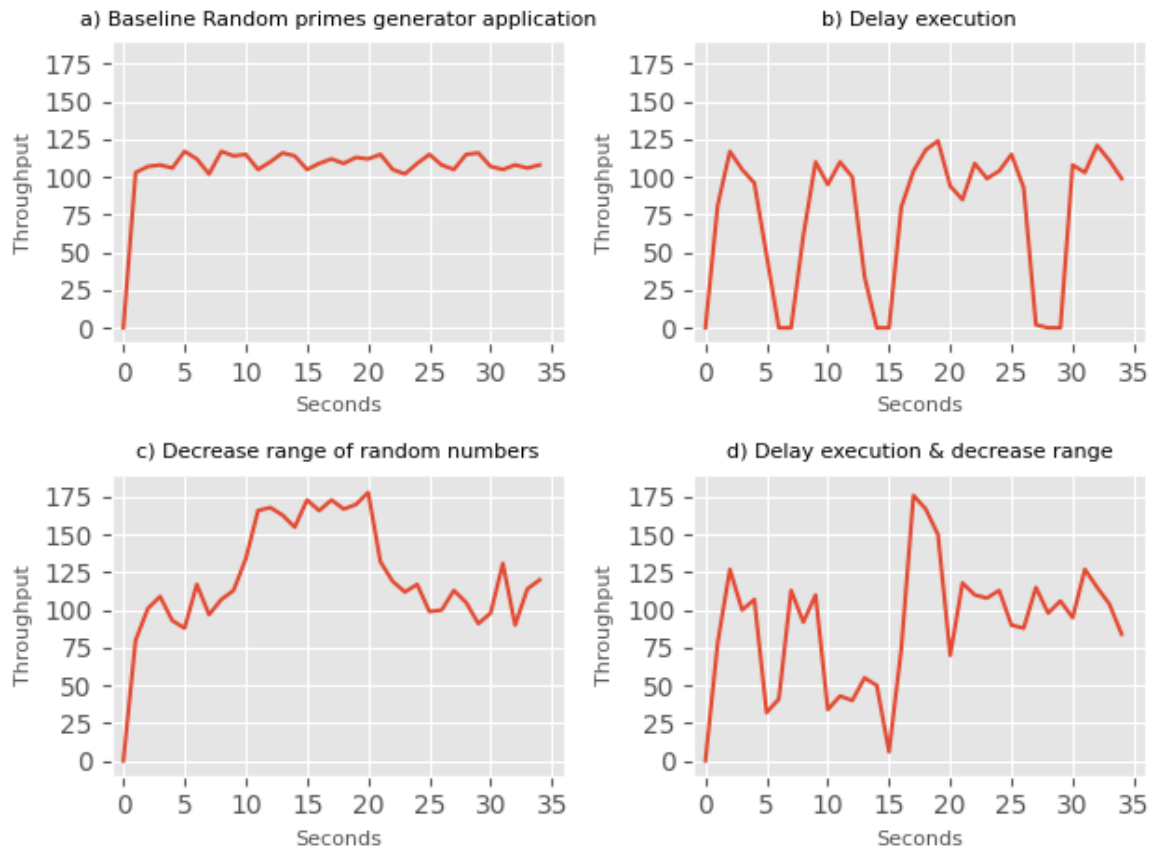 a) Baseline Random primes generator application
175
150
125
100
75
50
25
0
Throughput
0 5 10 15 20 25 30 35
Seconds
b) Delay execution
175
150
125
100
75
50
25
0
Throughput
0 5 10 15 20 25 30 35
Seconds
c) Decrease range of random numbers
175
150
125
100
75
50
25
0
Throughput
0 5 10 15 20 25 30 35
Seconds
d) Delay execution & decrease range
175
150
125
100
75
50
25
0
Throughput
0 5 10 15 20 25 30 35
Seconds